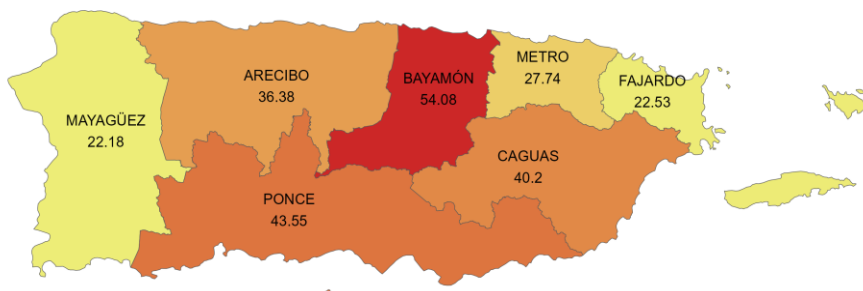 MAYAGÜEZ
22.18
ARECIBO
36.38
BAYAMÓN
54.08
METRO
27.74
FAJARDO
22.53
PONCE
43.55
CAGUAS
40.2